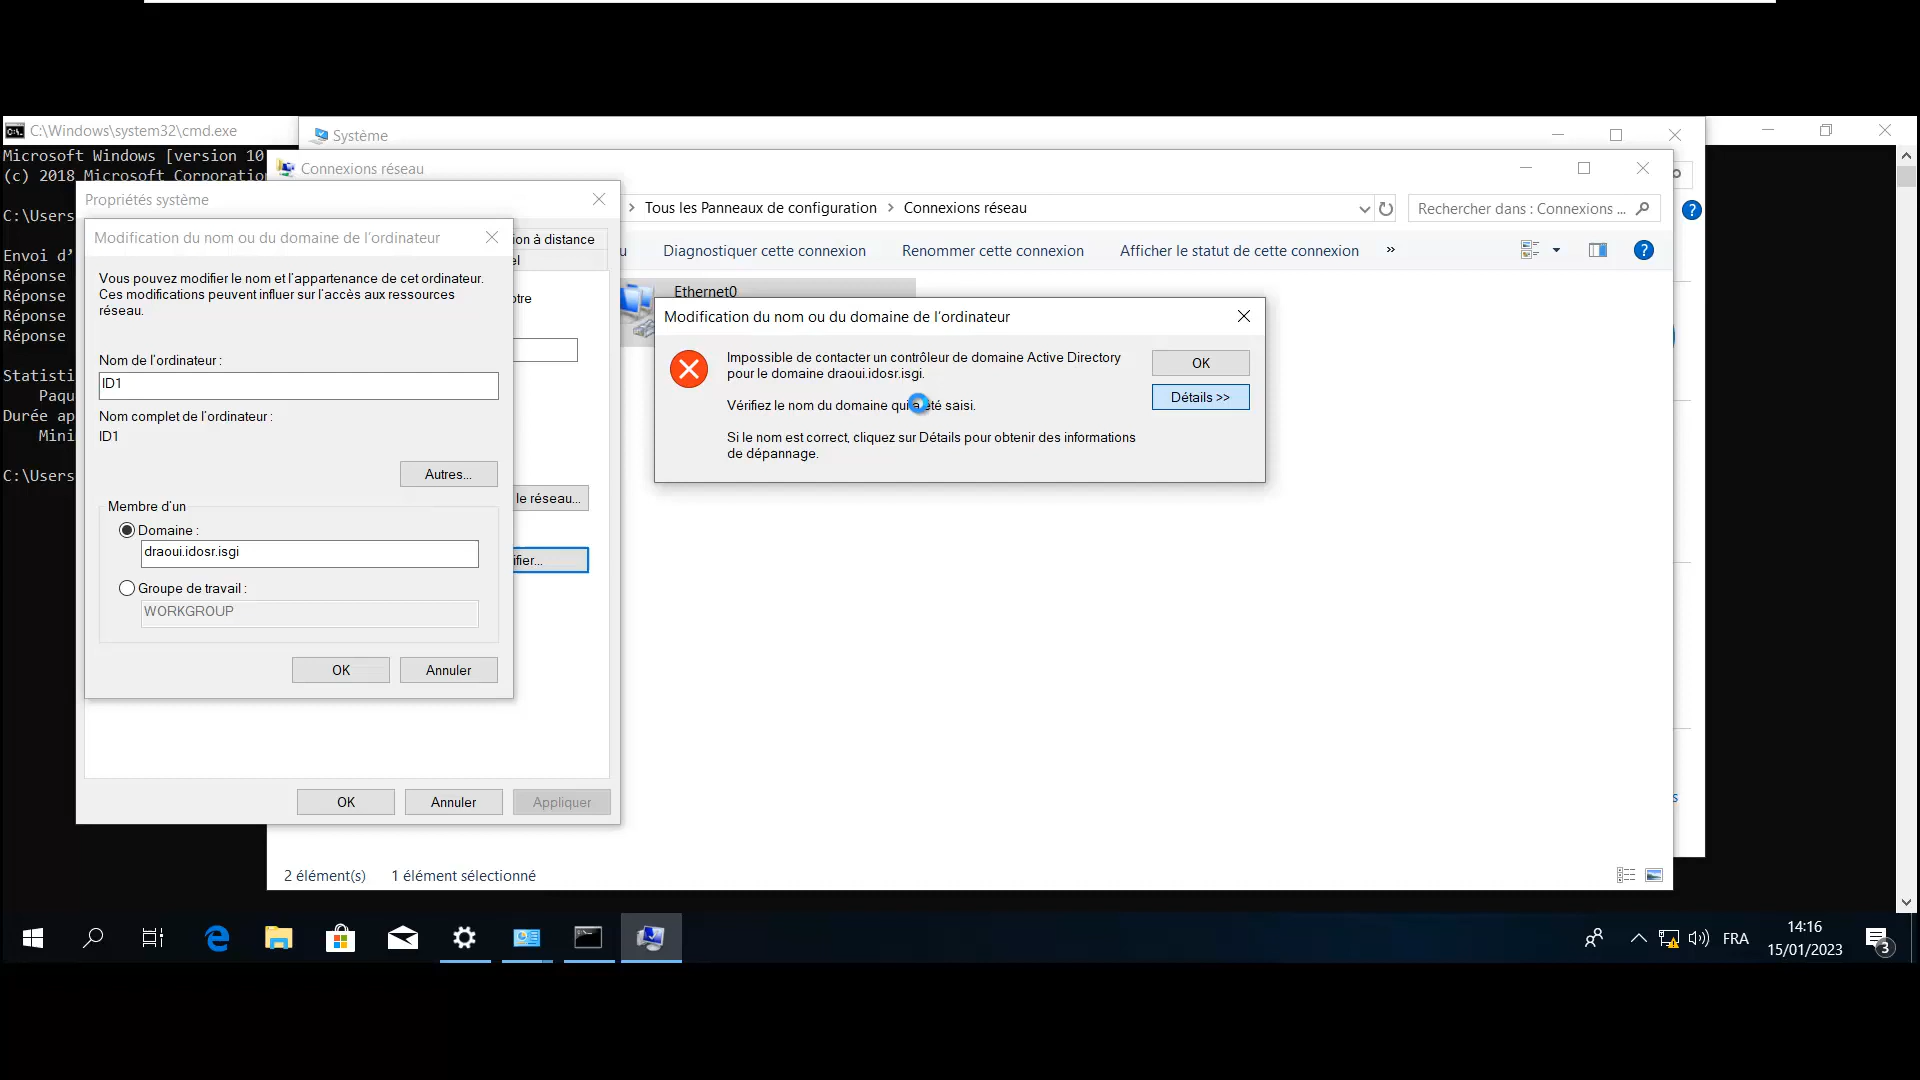 C:\Windows\system32\cmd.exe
Système
Microsoft Windows [version 10
(c) 2018 Microsoft Corporation
Connexions réseau
C:\Users
Envoi d'
Réponse
Réponse
Réponse
Réponse
Statisti
Paqu
Durée ap
Mini
C:\Users
Propriétés système
Tous les Panneaux de configuration
Connexions réseau
Rechercher dans : Connexions ...
Diagnostiquer cette connexion
Renommer cette connexion
Afficher le statut de cette connexion
»
Ethernet0
ion à distance
el
otre
le réseau...
ifier...
Modification du nom ou du domaine de l'ordinateur
Vous pouvez modifier le nom et l'appartenance de cet ordinateur.
Ces modifications peuvent influer sur l'accès aux ressources
réseau.
Nom de l'ordinateur :
ID1
Nom complet de l'ordinateur :
ID1
Autres...
Membre d'un
Domaine :
draoui.idosr.isgi
Groupe de travail :
WORKGROUP
OK
Annuler
OK
Annuler
Appliquer
Modification du nom ou du domaine de l'ordinateur
Impossible de contacter un contrôleur de domaine Active Directory
pour le domaine draoui.idosr.isgi.
Vérifiez le nom du domaine qui a été saisi.
Si le nom est correct, cliquez sur Détails pour obtenir des informations
de dépannage.
OK
Détails >>
2 élément(s)
1 élément sélectionné
FRA
14:16
15/01/2023
3